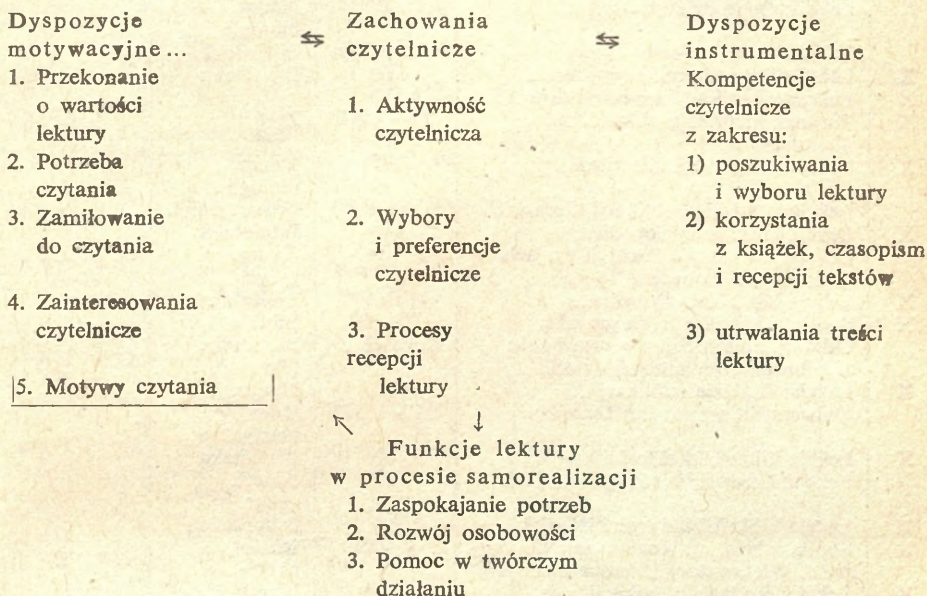 Dyspozycje
motywacyjne...
1. Przekonanie
o wartości
lektury
2. Potrzeba
czytania
3. Zamiłowanie
do czytania
4. Zainteresowania
czytelnicze
|5. Motywy czytania |
⇆
Zachowania
czytelnicze
1. Aktywność
czytelnicza
2. Wybory
i preferencje
czytelnicze
3. Procesy
recepcji
lektury
⇆
Dyspozycje
instrumentalne
Kompetencje
czytelnicze
z zakresu:
1) poszukiwania
i wyboru lektury
2) korzystania
z książek, czasopism
i recepcji tekstów
3) utrwalania treści
lektury
↖ ↓
Funkcje lektury
w procesie samorealizacji
1. Zaspokajanie potrzeb
2. Rozwój osobowości
3. Pomoc w twórczym
działaniu